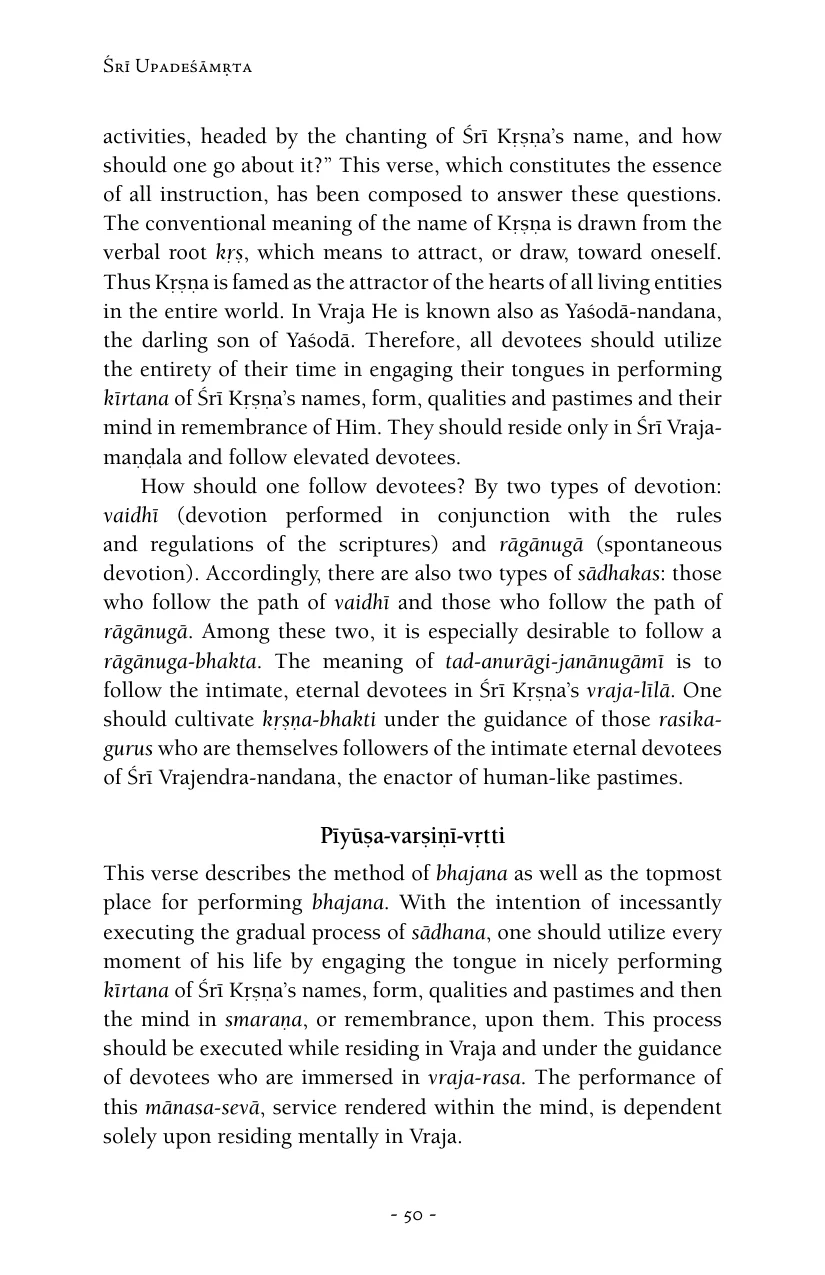 Śrī Upadeśāmṛta
activities, headed by the chanting of Śrī Kṛṣṇa’s name, and how
should one go about it?” This verse, which constitutes the essence
of all instruction, has been composed to answer these questions.
The conventional meaning of the name of Kṛṣṇa is drawn from the
verbal root kṛṣ, which means to attract, or draw, toward oneself.
Thus Kṛṣṇa is famed as the attractor of the hearts of all living entities
in the entire world. In Vraja He is known also as Yaśodā-nandana,
the darling son of Yaśodā. Therefore, all devotees should utilize
the entirety of their time in engaging their tongues in performing
kīrtana of Śrī Kṛṣṇa’s names, form, qualities and pastimes and their
mind in remembrance of Him. They should reside only in Śrī Vraja-
maṇḍala and follow elevated devotees.
How should one follow devotees? By two types of devotion:
vaidhī (devotion performed in conjunction with the rules
and regulations of the scriptures) and rāgānugā (spontaneous
devotion). Accordingly, there are also two types of sādhakas: those
who follow the path of vaidhī and those who follow the path of
rāgānugā. Among these two, it is especially desirable to follow a
rāgānuga-bhakta. The meaning of tad-anurāgi-janānugāmī is to
follow the intimate, eternal devotees in Śrī Kṛṣṇa’s vraja-līlā. One
should cultivate kṛṣṇa-bhakti under the guidance of those rasika-
gurus who are themselves followers of the intimate eternal devotees
of Śrī Vrajendra-nandana, the enactor of human-like pastimes.
Pīyūṣa-varṣiṇī-vṛtti
This verse describes the method of bhajana as well as the topmost
place for performing bhajana. With the intention of incessantly
executing the gradual process of sādhana, one should utilize every
moment of his life by engaging the tongue in nicely performing
kīrtana of Śrī Kṛṣṇa’s names, form, qualities and pastimes and then
the mind in smaraṇa, or remembrance, upon them. This process
should be executed while residing in Vraja and under the guidance
of devotees who are immersed in vraja-rasa. The performance of
this mānasa-sevā, service rendered within the mind, is dependent
solely upon residing mentally in Vraja.
- 50 -